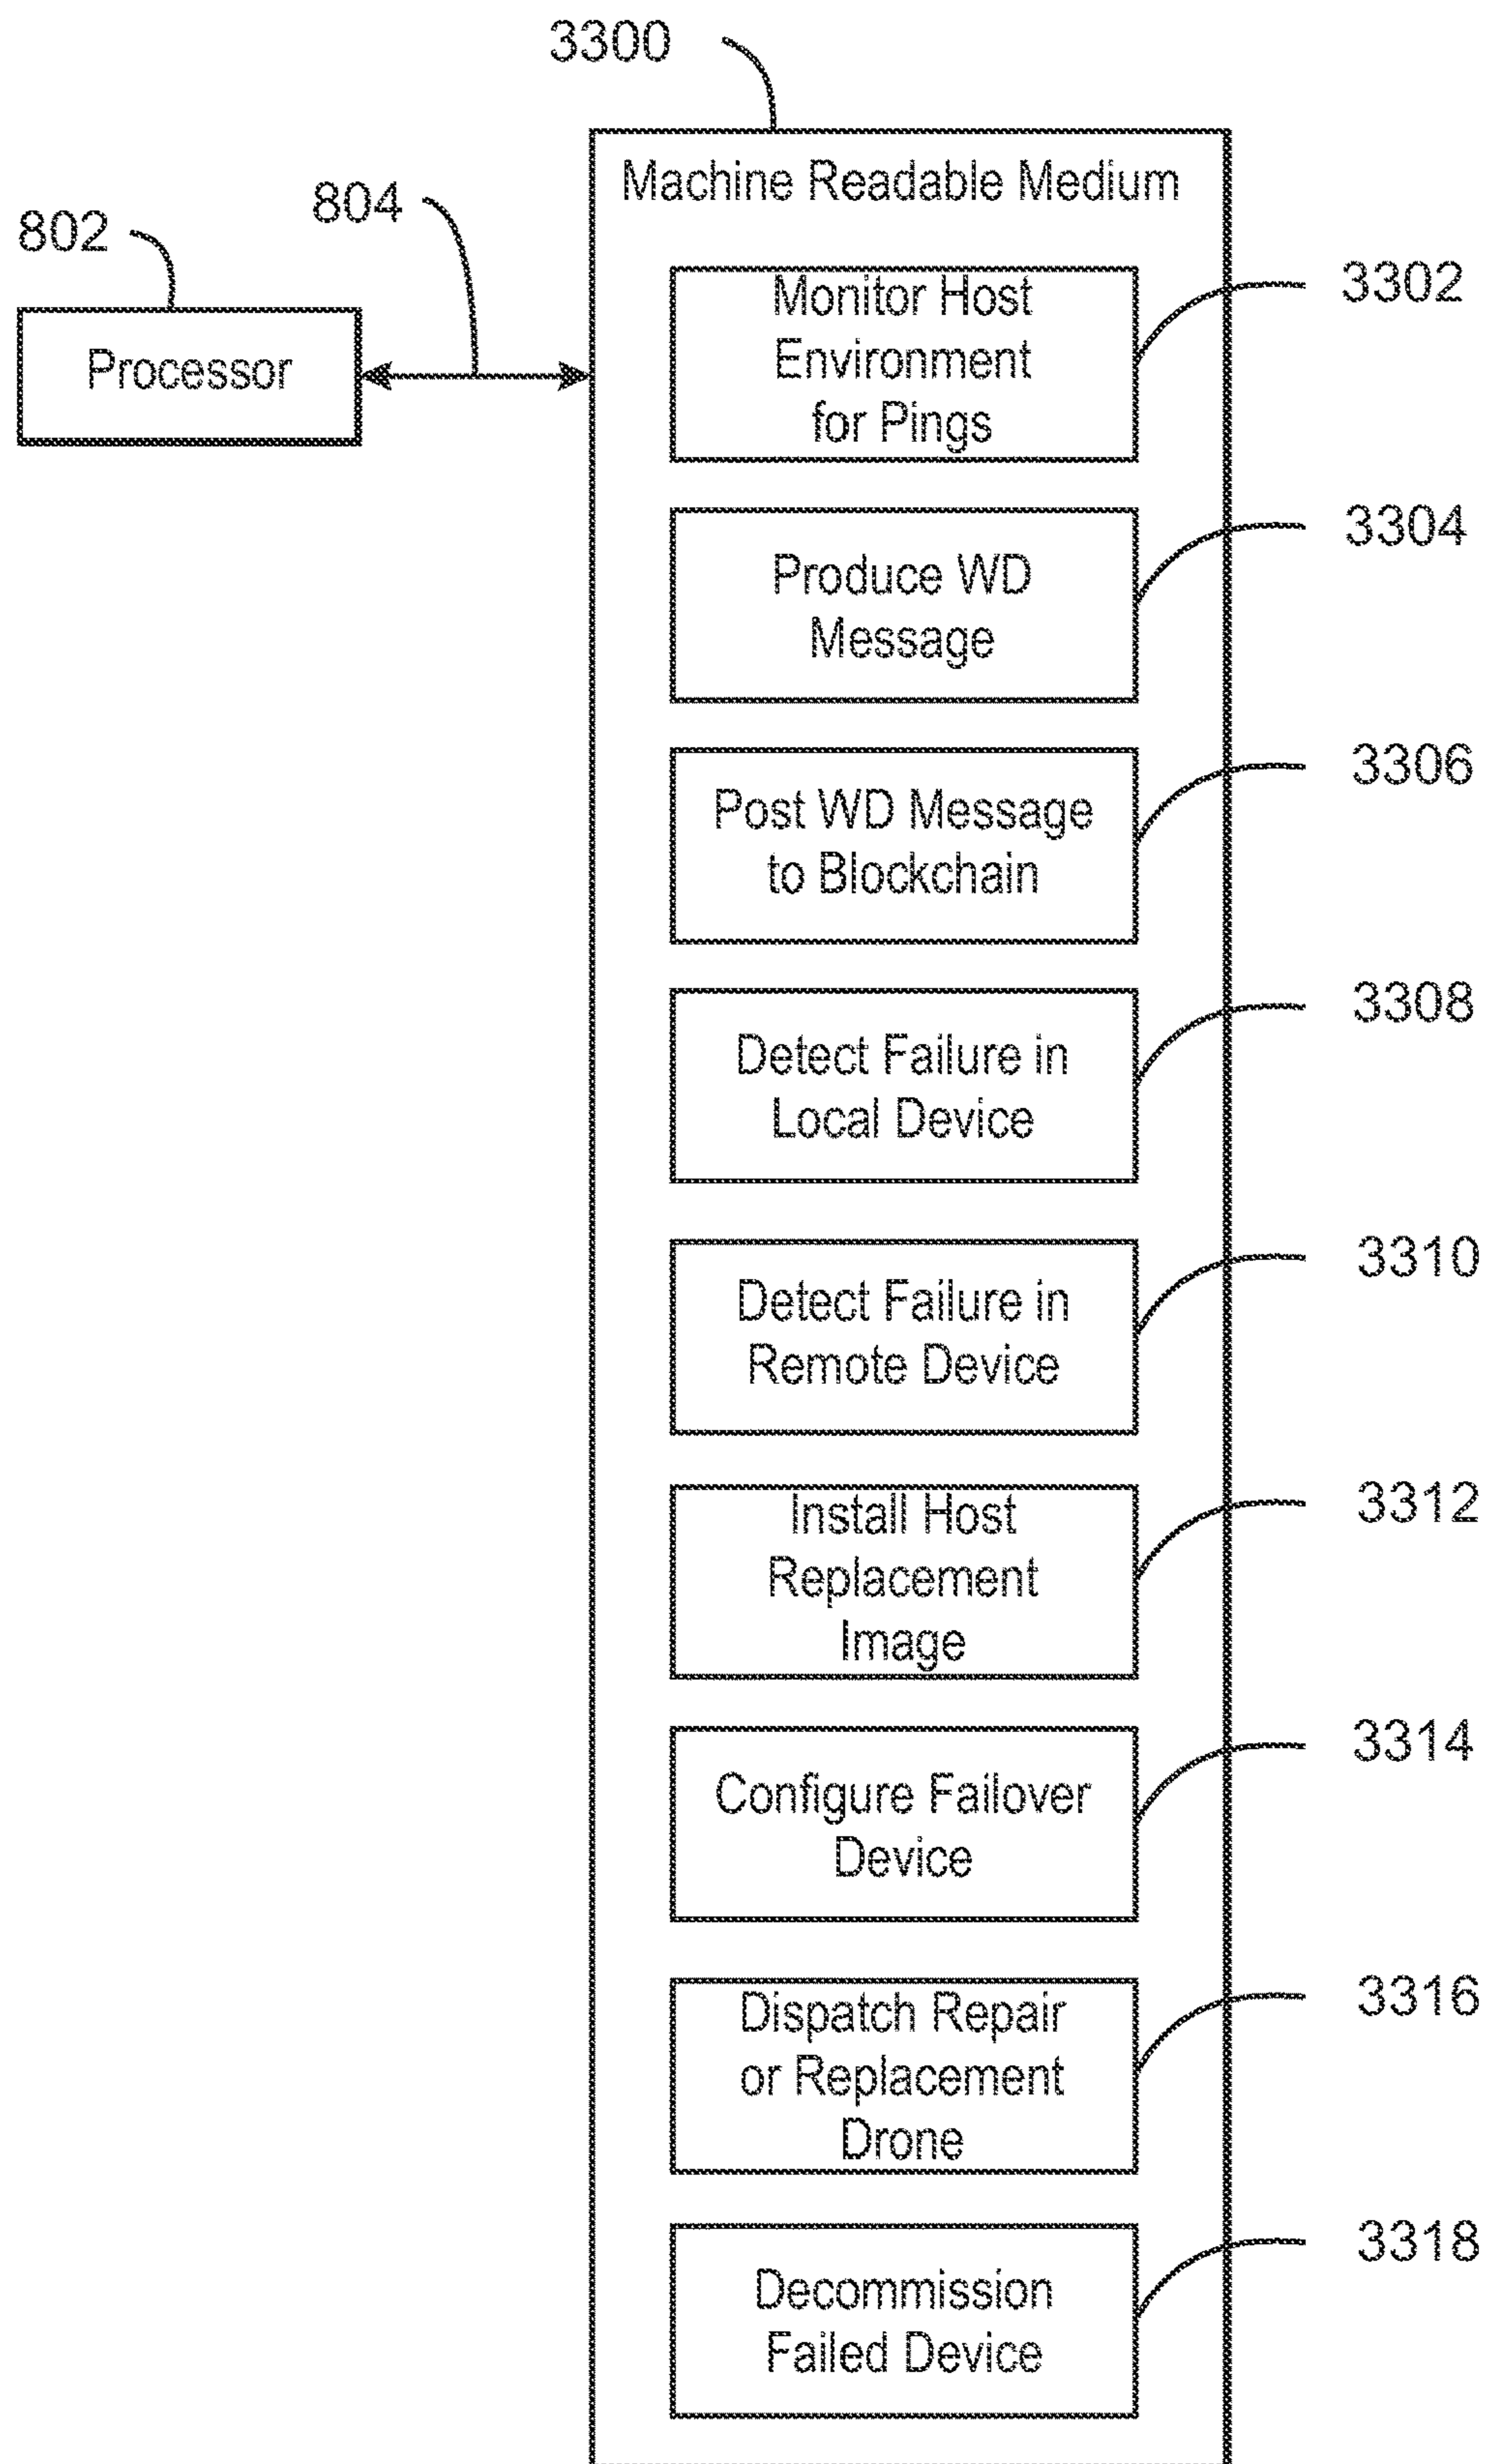 3300
Machine Readable Medium
804
802
Processor
Monitor Host
Environment
for Pings
3302
Produce WD
Message
3304
Post WD Message
to Blockchain
3306
Detect Failure in
Local Device
3308
Detect Failure in
Remote Device
3310
Install Host
Replacement
Image
3312
Configure Failover
Device
3314
Dispatch Repair
or Replacement
Drone
3316
Decommission
Failed Device
3318